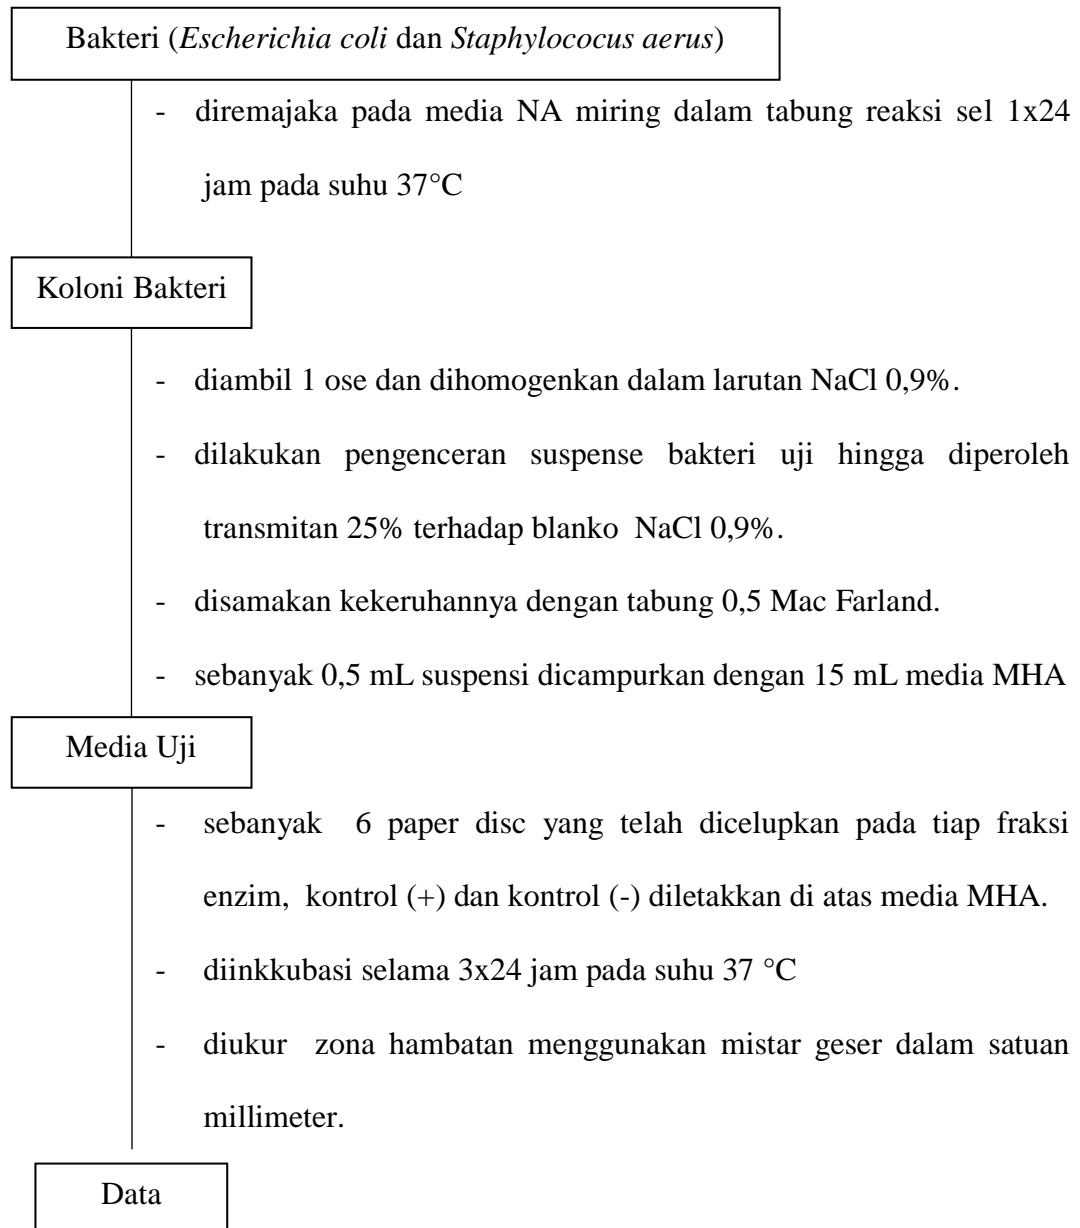 Bakteri (Escherichia coli dan Staphylococus aerus)
- diremajaka pada media NA miring dalam tabung reaksi sel 1x24
jam pada suhu 37°C
Koloni Bakteri
- diambil 1 ose dan dihomogenkan dalam larutan NaCl 0,9%.
- dilakukan pengenceran suspense bakteri uji hingga diperoleh
transmitan 25% terhadap blanko NaCl 0,9%.
- disamakan kekeruhannya dengan tabung 0,5 Mac Farland.
- sebanyak 0,5 mL suspensi dicampurkan dengan 15 mL media MHA
Media Uji
- sebanyak 6 paper disc yang telah dicelupkan pada tiap fraksi
enzim, kontrol (+) dan kontrol (-) diletakkan di atas media MHA.
- diinkkubasi selama 3x24 jam pada suhu 37 °C
- diukur zona hambatan menggunakan mistar geser dalam satuan
millimeter.
Data